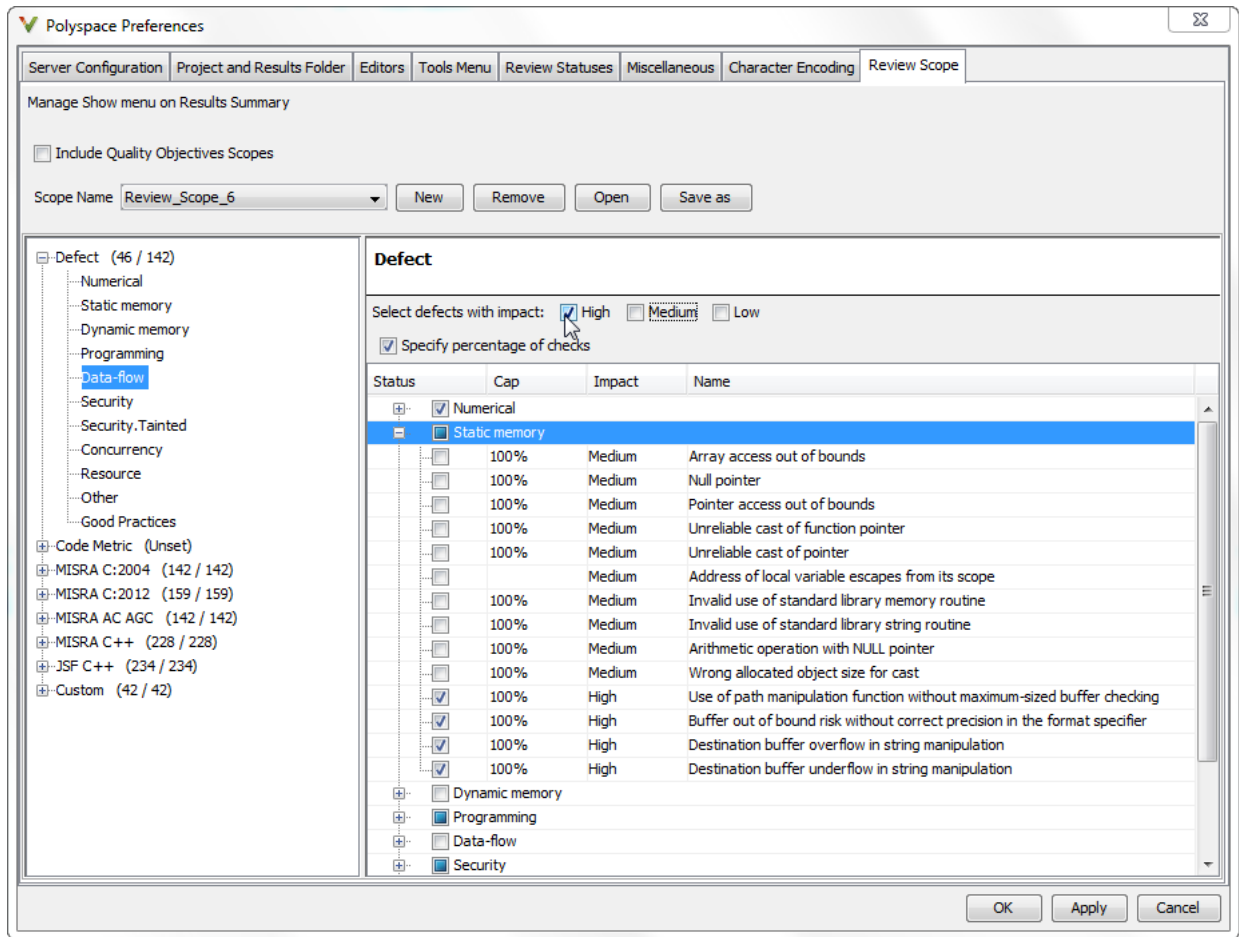 Polyspace Preferences
Server Configuration Project and Results Folder Editors Tools Menu Review Statuses Miscellaneous Character Encoding Review Scope
Manage Show menu on Results Summary
Include Quality Objectives Scopes
Scope Name Review_Scope_6 New Remove Open Save as
Defect (46 / 142)
Numerical
Static memory
Dynamic memory
Programming
Data-flow
Security
Security.Tainted
Concurrency
Resource
Other
Good Practices
Code Metric (Unset)
MISRA C:2004 (142 / 142)
MISRA C:2012 (159 / 159)
MISRA AC AGC (142 / 142)
MISRA C++ (228 / 228)
JSF C++ (234 / 234)
Custom (42 / 42)
Defect
Select defects with impact: High Medium Low
Specify percentage of checks
Status Cap Impact Name
Numerical
Static memory
100% Medium Array access out of bounds
100% Medium Null pointer
100% Medium Pointer access out of bounds
100% Medium Unreliable cast of function pointer
100% Medium Unreliable cast of pointer
Medium Address of local variable escapes from its scope
100% Medium Invalid use of standard library memory routine
100% Medium Invalid use of standard library string routine
100% Medium Arithmetic operation with NULL pointer
100% Medium Wrong allocated object size for cast
100% High Use of path manipulation function without maximum-sized buffer checking
100% High Buffer out of bound risk without correct precision in the format specifier
100% High Destination buffer overflow in string manipulation
100% High Destination buffer underflow in string manipulation
Dynamic memory
Programming
Data-flow
Security
OK Apply Cancel